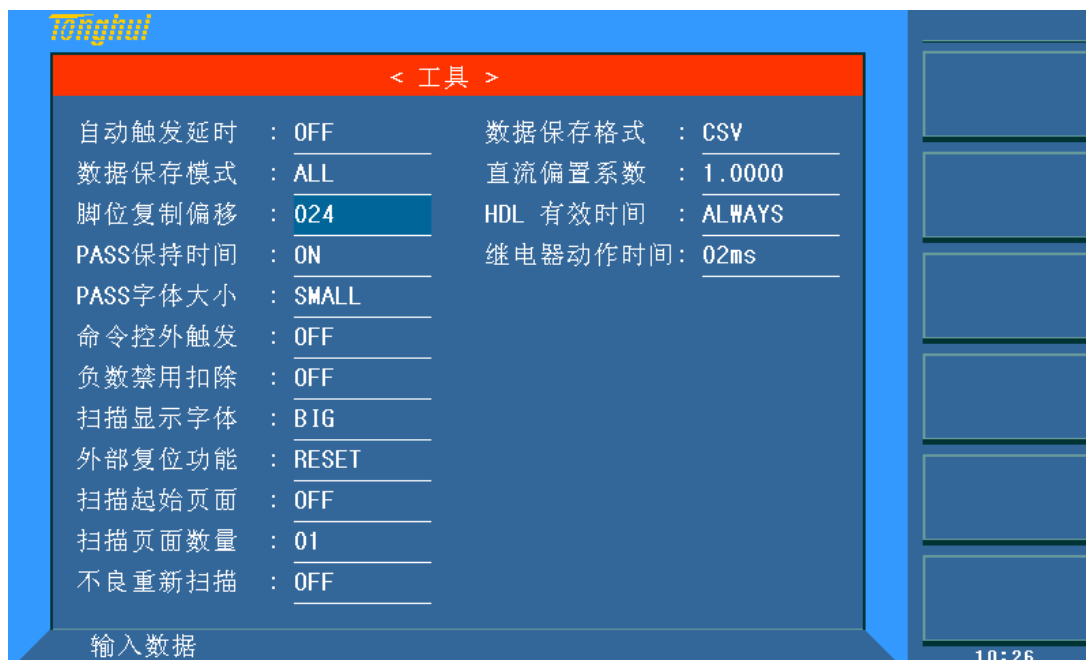 Tonghui
< 工具 >
自动触发延时 : OFF 数据保存格式 : CSV
数据保存模式 : ALL 直流偏置系数 : 1.0000
脚位复制偏移 : 024 HDL 有效时间 : ALWAYS
PASS保持时间 : ON 继电器动作时间: 02ms
PASS字体大小 : SMALL
命令控外触发 : OFF
负数禁用扣除 : OFF
扫描显示字体 : BIG
外部复位功能 : RESET
扫描起始页面 : OFF
扫描页面数量 : 01
不良重新扫描 : OFF
输入数据
10:26